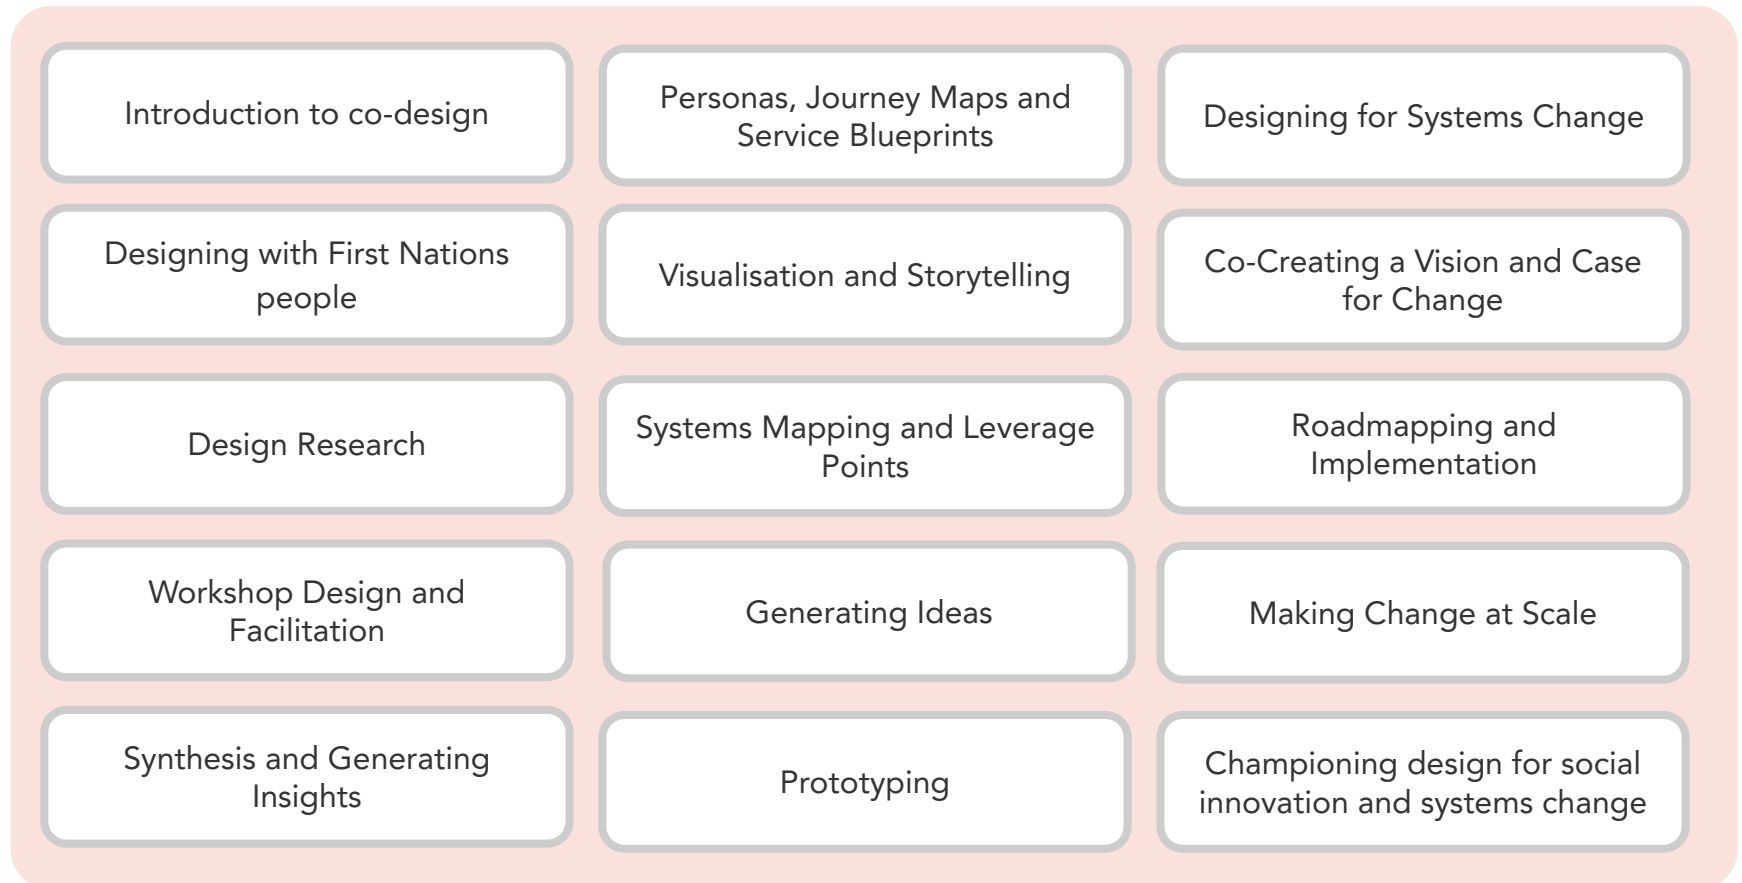 Introduction to co-design
Personas, Journey Maps and
Service Blueprints
Designing for Systems Change
Designing with First Nations
people
Visualisation and Storytelling
Co-Creating a Vision and Case
for Change
Design Research
Systems Mapping and Leverage
Points
Roadmapping and
Implementation
Workshop Design and
Facilitation
Generating Ideas
Making Change at Scale
Synthesis and Generating
Insights
Prototyping
Championing design for social
innovation and systems change